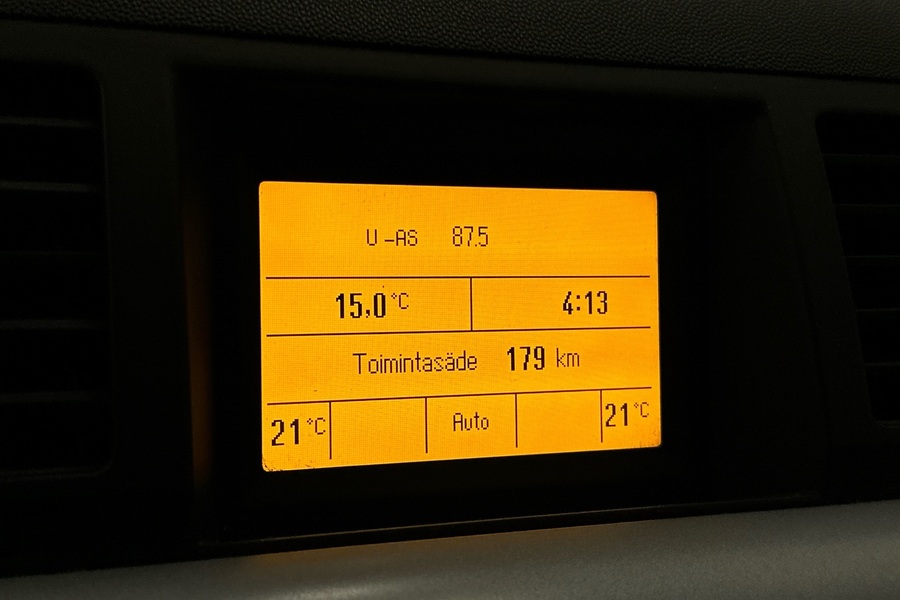 U -AS 87.5
15,0 °C 4:13
Toimintasäde 179 km
21 °C Auto 21 °C